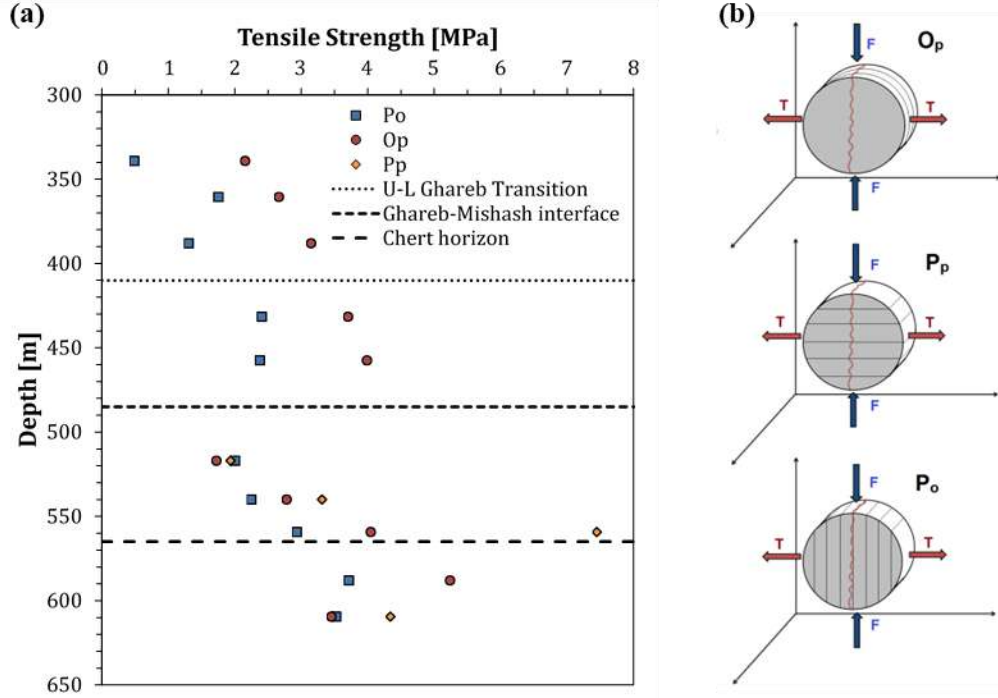 (a)
Tensile Strength [MPa]
0 1 2 3 4 5 6 7 8
300
350
400
450
500
550
600
650
Depth [m]
Po
Op
Pp
U-L Ghareb Transition
Ghareb-Mishash interface
Chert horizon
(b)
F
Op
T
T
F
F
Pp
T
T
F
F
Po
T
T
F